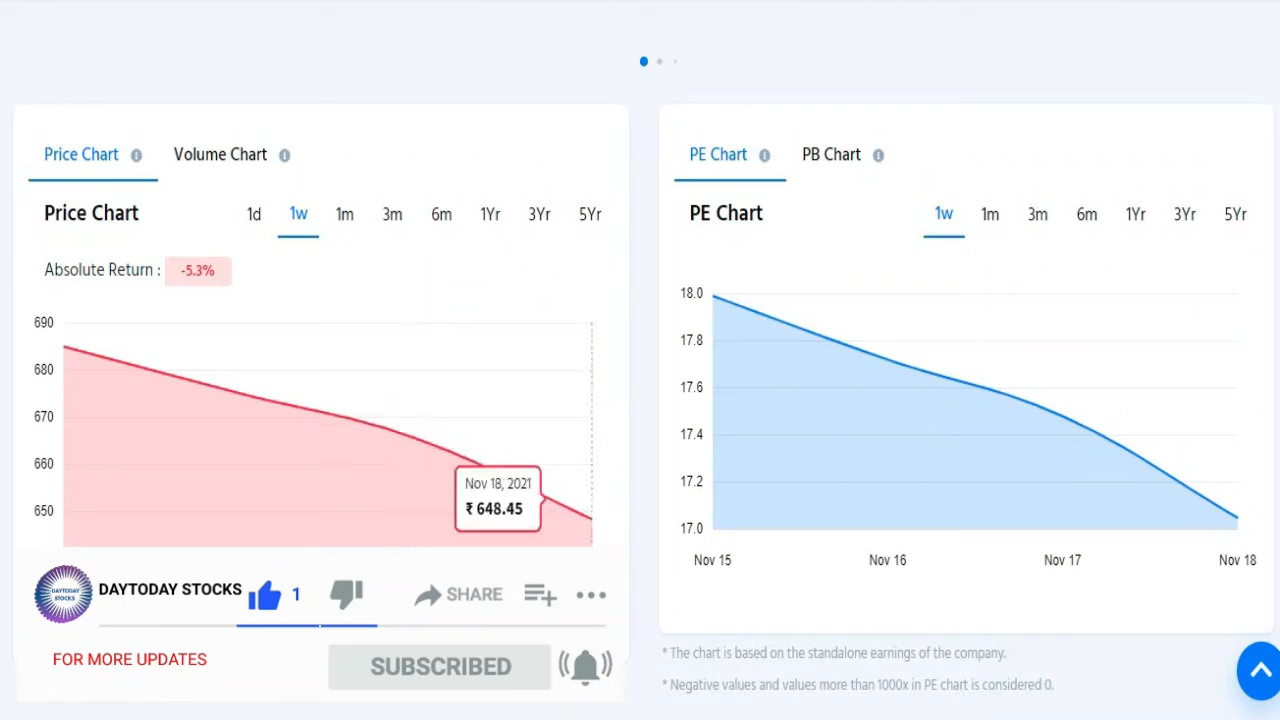 Price Chart
Volume Chart
Price Chart
1d 1w 1m 3m 6m 1Yr 3Yr 5Yr
Absolute Return : -5.3%
690
680
670
660
650
Nov 18, 2021
₹ 648.45
DAYTODAY STOCKS
DAYTODAY STOCKS 1 SHARE
FOR MORE UPDATES
SUBSCRIBED
PE Chart
PB Chart
PE Chart
1w 1m 3m 6m 1Yr 3Yr 5Yr
18.0
17.8
17.6
17.4
17.2
17.0
Nov 15 Nov 16 Nov 17 Nov 18
* The chart is based on the standalone earnings of the company.
* Negative values and values more than 1000x in PE chart is considered 0.